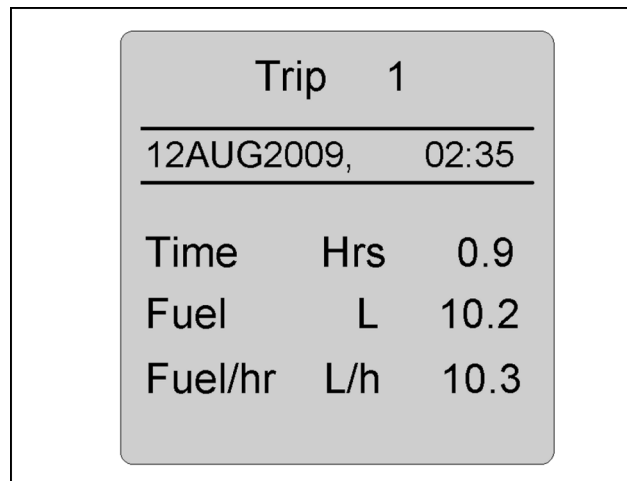 Trip 1
12AUG2009, 02:35
Time Hrs 0.9
Fuel L 10.2
Fuel/hr L/h 10.3